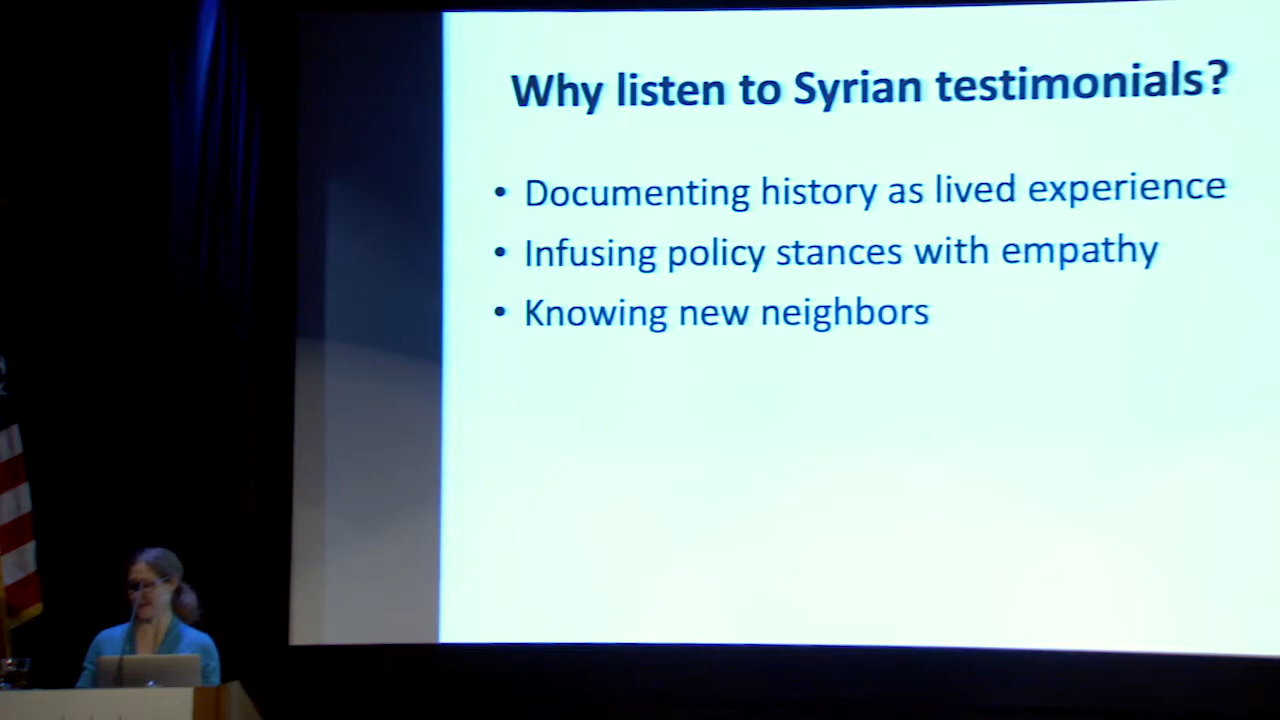 Why listen to Syrian testimonials?
• Documenting history as lived experience
• Infusing policy stances with empathy
• Knowing new neighbors